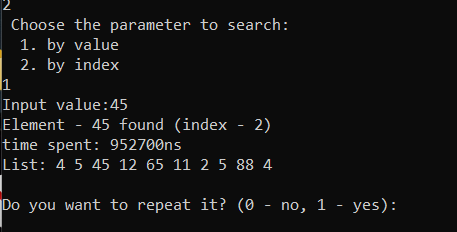 2
Choose the parameter to search:
1. by value
2. by index
1
Input value:45
Element - 45 found (index - 2)
time spent: 952700ns
List: 4 5 45 12 65 11 2 5 88 4
Do you want to repeat it? (0 - no, 1 - yes):